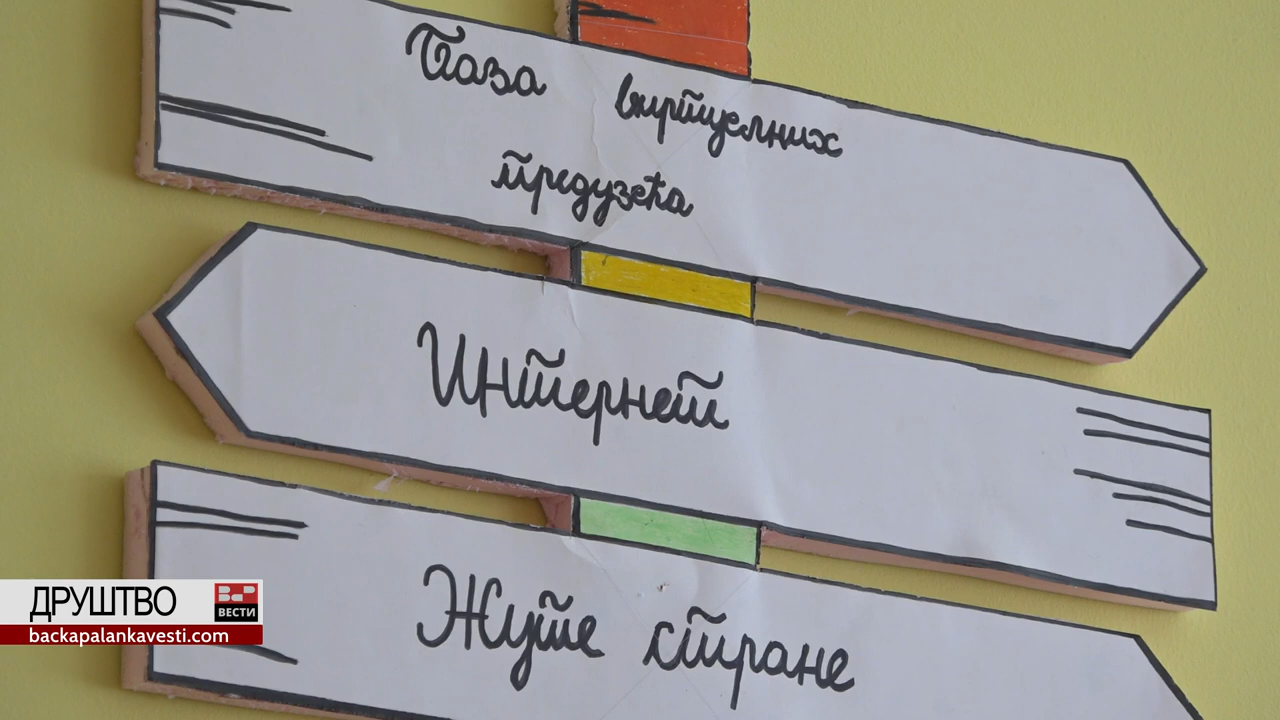 База виртуелних
предузећа
Интернет
Жуте стране
ДРУШТВО
ВЕСТИ
backapalankavesti.com